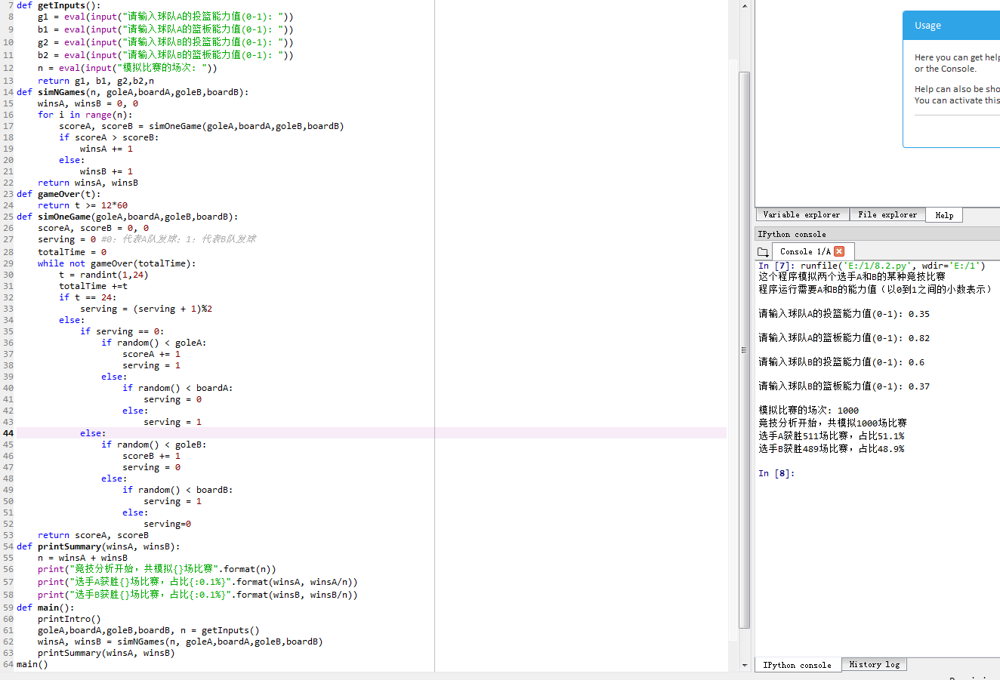 7 def getInputs():
8     g1 = eval(input("请输入球队A的投篮能力值(0-1): "))
9     b1 = eval(input("请输入球队A的篮板能力值(0-1): "))
10     g2 = eval(input("请输入球队B的投篮能力值(0-1): "))
11     b2 = eval(input("请输入球队B的篮板能力值(0-1): "))
12     n = eval(input("模拟比赛的场次: "))
13     return g1, b1, g2,b2,n
14 def simNGames(n, goleA,boardA,goleB,boardB):
15     winsA, winsB = 0, 0
16     for i in range(n):
17         scoreA, scoreB = simOneGame(goleA,boardA,goleB,boardB)
18         if scoreA > scoreB:
19             winsA += 1
20         else:
21             winsB += 1
22     return winsA, winsB
23 def gameOver(t):
24     return t >= 12*60
25 def simOneGame(goleA,boardA,goleB,boardB):
26     scoreA, scoreB = 0, 0
27     serving = 0 #0: 代表A队发球; 1: 代表B队发球
28     totalTime = 0
29     while not gameOver(totalTime):
30         t = randint(1,24)
31         totalTime +=t
32         if t == 24:
33             serving = (serving + 1)%2
34         else:
35             if serving == 0:
36                 if random() < goleA:
37                     scoreA += 1
38                     serving = 1
39                 else:
40                     if random() < boardA:
41                         serving = 0
42                     else:
43                         serving = 1
44             else:
45                 if random() < goleB:
46                     scoreB += 1
47                     serving = 0
48                 else:
49                     if random() < boardB:
50                         serving = 1
51                     else:
52                         serving=0
53     return scoreA, scoreB
54 def printSummary(winsA, winsB):
55     n = winsA + winsB
56     print("竞技分析开始，共模拟{}场比赛".format(n))
57     print("选手A获胜{}场比赛，占比{:0.1%}".format(winsA, winsA/n))
58     print("选手B获胜{}场比赛，占比{:0.1%}".format(winsB, winsB/n))
59 def main():
60     printIntro()
61     goleA,boardA,goleB,boardB, n = getInputs()
62     winsA, winsB = simNGames(n, goleA,boardA,goleB,boardB)
63     printSummary(winsA, winsB)
64 main()
Usage
Here you can get help
or the Console.
Help can also be sho
You can activate this
Variable explorer File explorer Help
IPython console
Console 1/A
In [7]: runfile('E:/1/8.2.py', wdir='E:/1')
这个程序模拟两个选手A和B的某种竞技比赛
程序运行需要A和B的能力值（以0到1之间的小数表示）
请输入球队A的投篮能力值(0-1): 0.35
请输入球队A的篮板能力值(0-1): 0.82
请输入球队B的投篮能力值(0-1): 0.6
请输入球队B的篮板能力值(0-1): 0.37
模拟比赛的场次: 1000
竞技分析开始，共模拟1000场比赛
选手A获胜511场比赛，占比51.1%
选手B获胜489场比赛，占比48.9%
In [8]:
IPython console History log